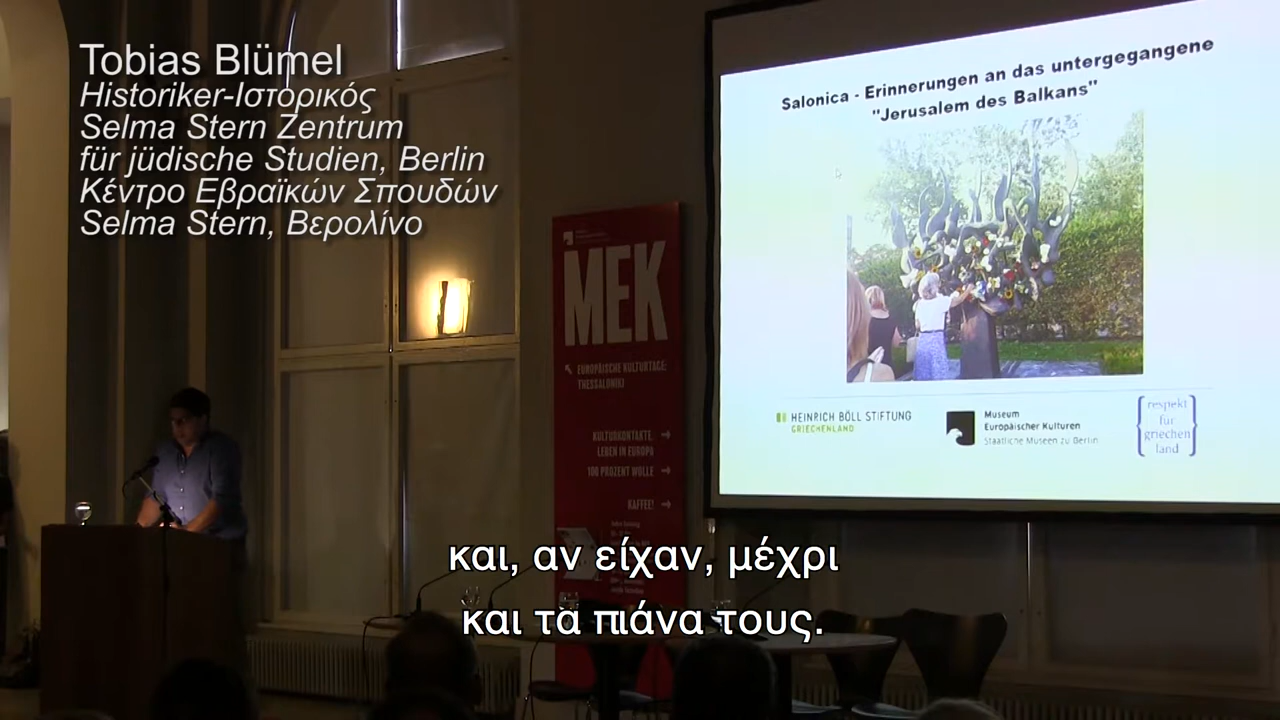 Tobias Blümel
Historiker-Ιστορικός
Selma Stern Zentrum
für jüdische Studien, Berlin
Κέντρο Εβραϊκών Σπουδών
Selma Stern, Βερολίνο
Salonica - Erinnerungen an das untergegangene
"Jerusalem des Balkans"
HEINRICH BÖLL STIFTUNG
GRIECHENLAND
Museum
Europäischer Kulturen
Staatliche Museen zu Berlin
respekt
für
griechen
land
MEK
EUROPÄISCHE KULTURTAGE:
THESSALONIKI
KULTURKONTAKTE.
LEBEN IN EUROPA
100 PROZENT WOLLE
KAFFEE!
και, αν είχαν, μέχρι
και τα πιάνα τους.